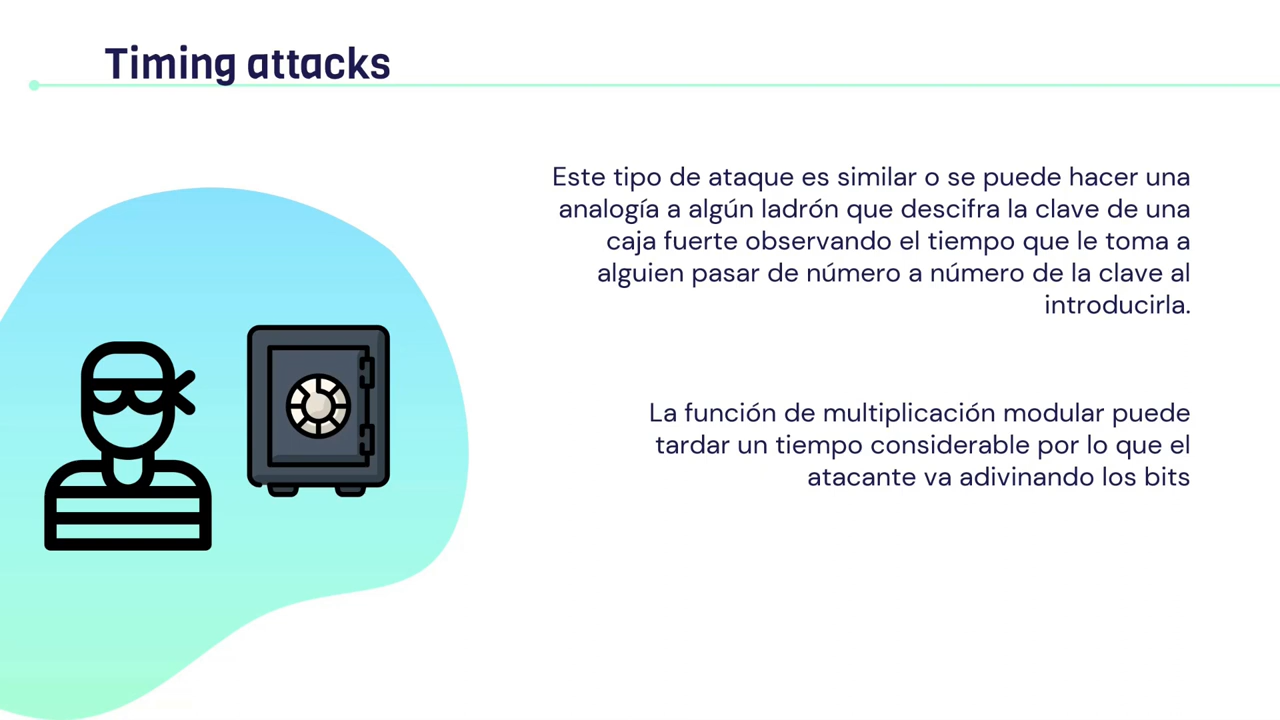 Timing attacks
Este tipo de ataque es similar o se puede hacer una
analogía a algún ladrón que descifra la clave de una
caja fuerte observando el tiempo que le toma a
alguien pasar de número a número de la clave al
introducirla.
La función de multiplicación modular puede
tardar un tiempo considerable por lo que el
atacante va adivinando los bits